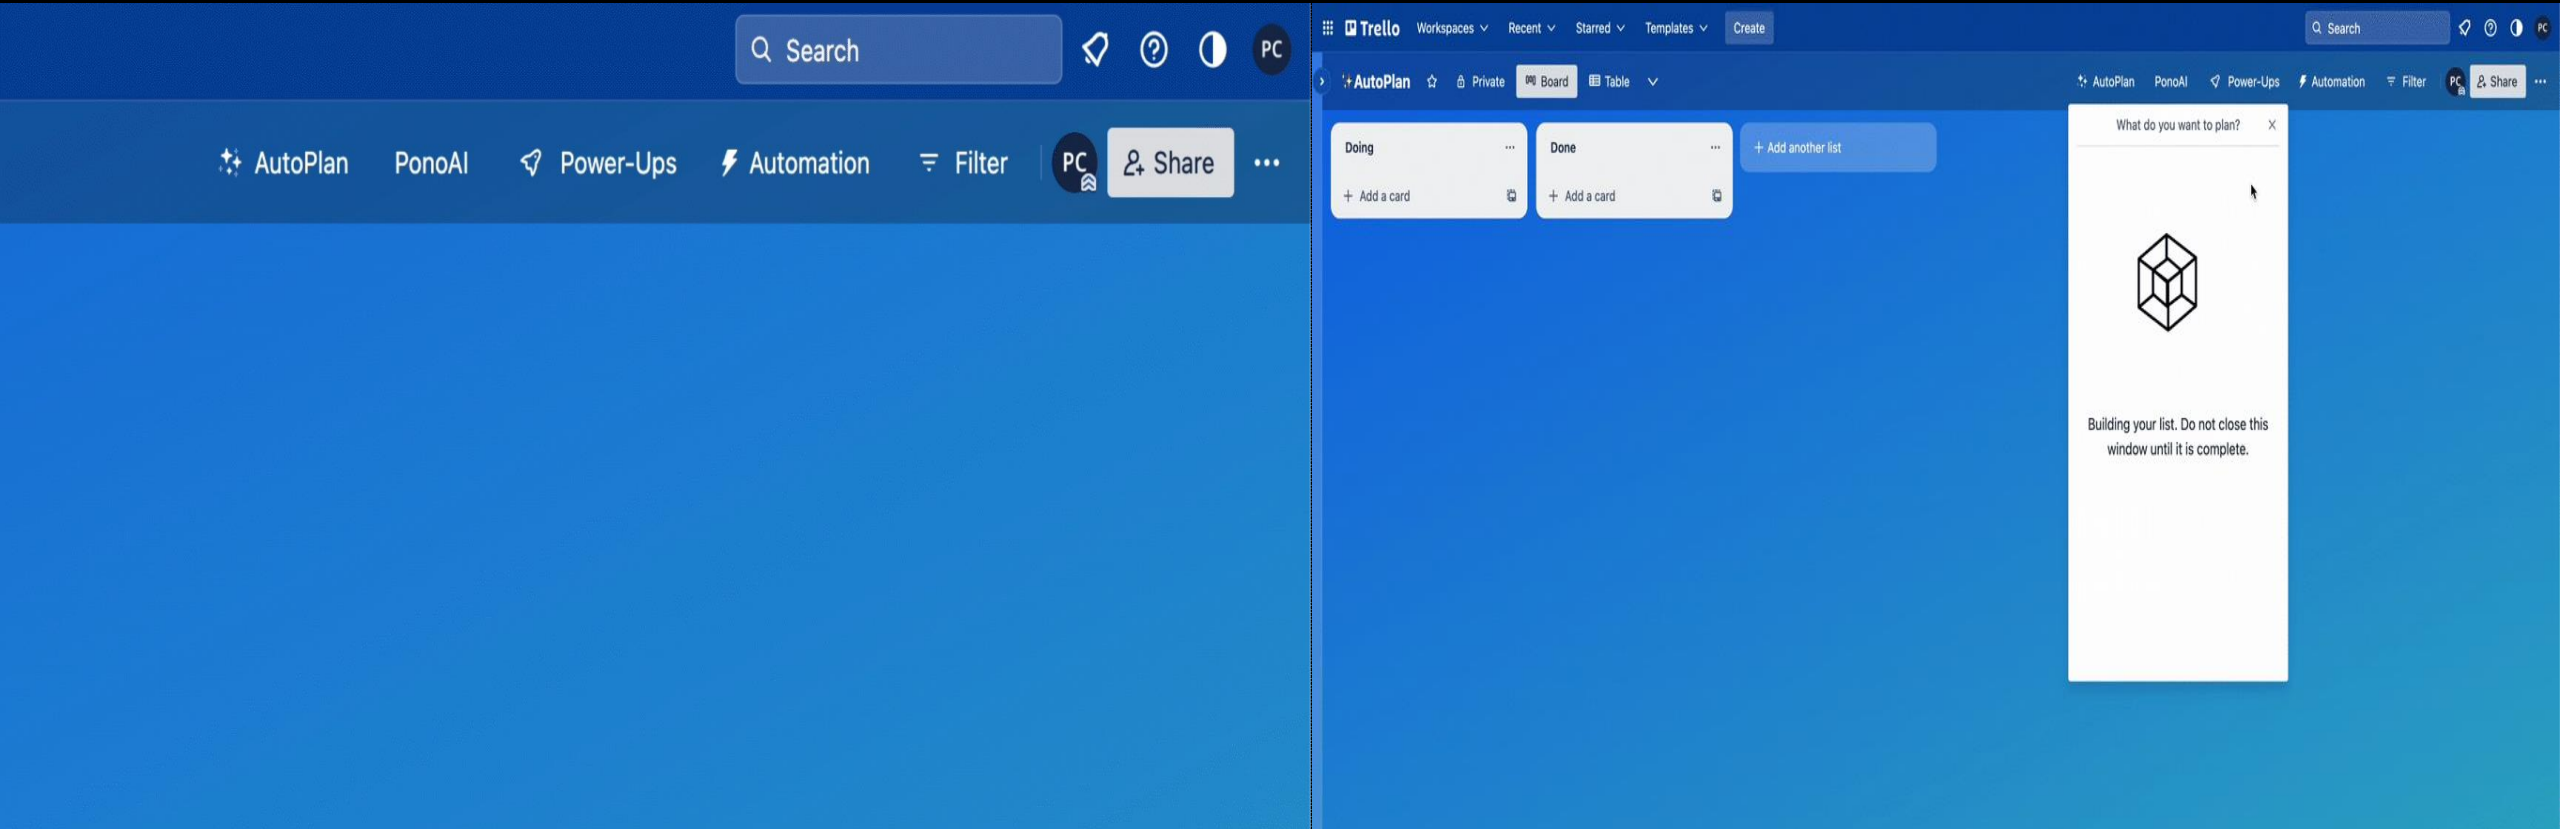 Search PC
AutoPlan PonoAI Power-Ups Automation Filter PC Share
Trello Workspaces Recent Starred Templates Create Search PC
AutoPlan Private Board Table AutoPlan PonoAI Power-Ups Automation Filter PC Share
What do you want to plan? X
Doing Done + Add another list
+ Add a card + Add a card
Building your list. Do not close this
window until it is complete.